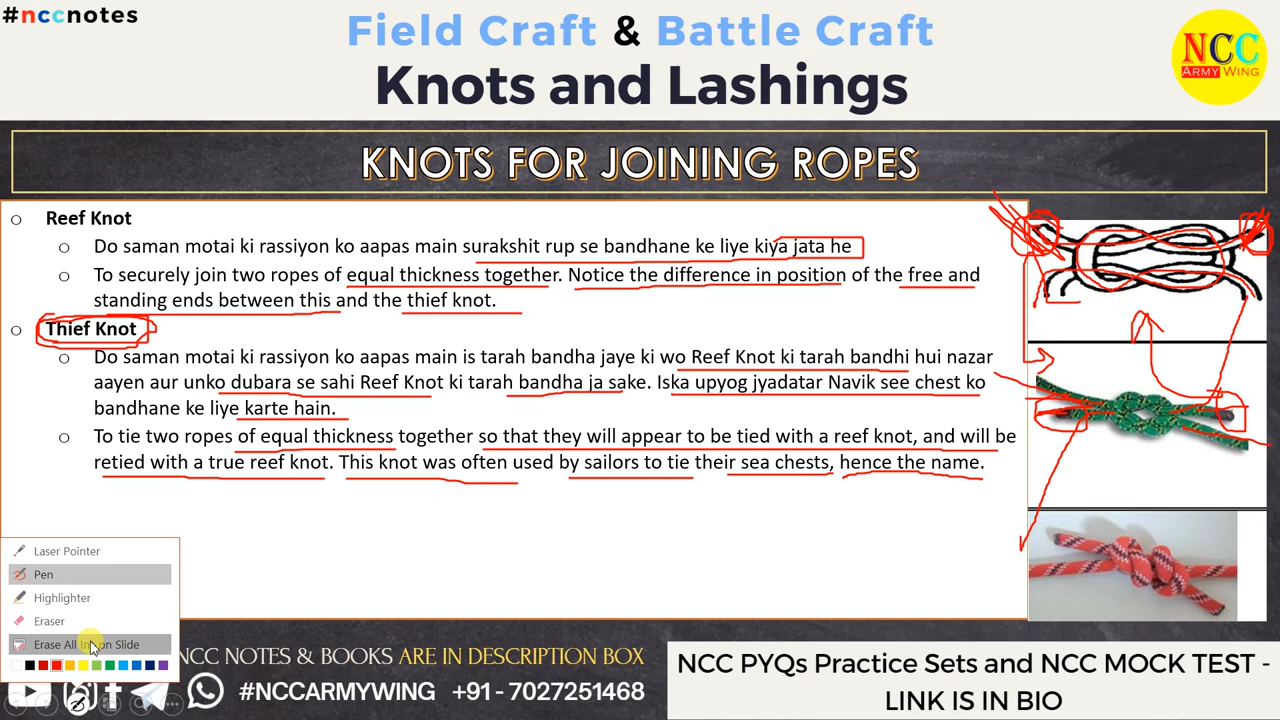 #nccnotes
Field Craft & Battle Craft
Knots and Lashings
NCC
ARMY WING
KNOTS FOR JOINING ROPES
Reef Knot
Do saman motai ki rassiyon ko aapas main surakshit rup se bandhane ke liye kiya jata he
To securely join two ropes of equal thickness together. Notice the difference in position of the free and
standing ends between this and the thief knot.
Thief Knot
Do saman motai ki rassiyon ko aapas main is tarah bandha jaye ki wo Reef Knot ki tarah bandhi hui nazar
aayen aur unko dubara se sahi Reef Knot ki tarah bandha ja sake. Iska upyog jyadatar Navik see chest ko
bandhane ke liye karte hain.
To tie two ropes of equal thickness together so that they will appear to be tied with a reef knot, and will be
retied with a true reef knot. This knot was often used by sailors to tie their sea chests, hence the name.
Laser Pointer
Pen
Highlighter
Eraser
Erase All Ink on Slide
NCC NOTES & BOOKS ARE IN DESCRIPTION BOX
#NCCARMYWING +91 - 7027251468
NCC PYQs Practice Sets and NCC MOCK TEST -
LINK IS IN BIO